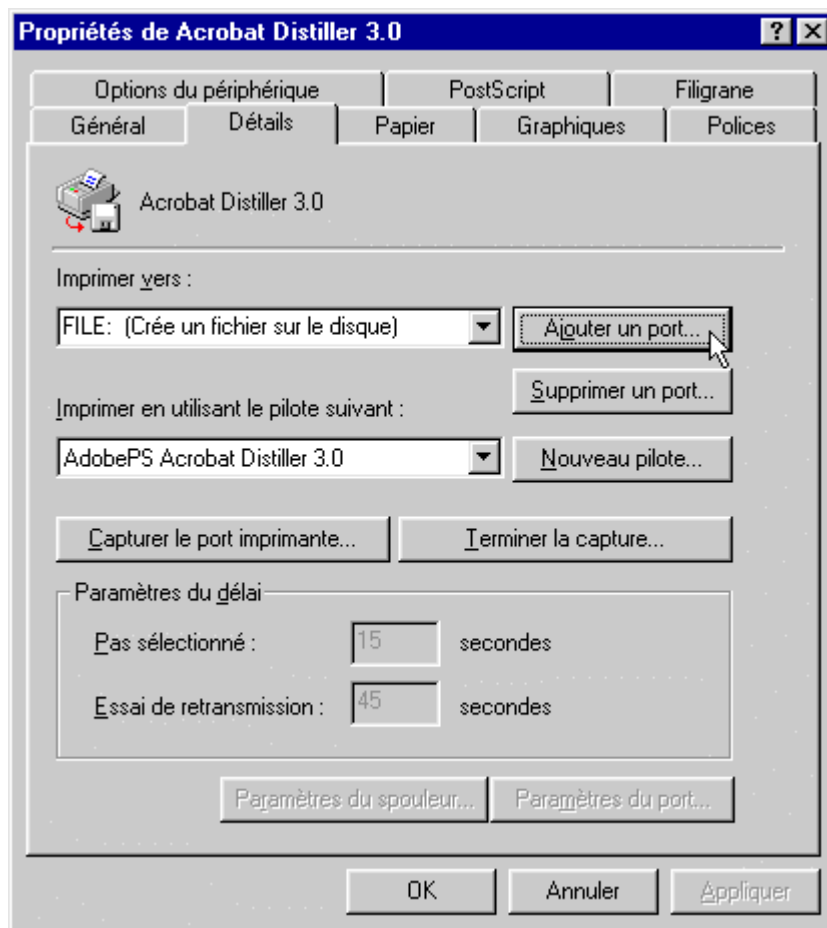 Propriétés de Acrobat Distiller 3.0
Options du périphérique PostScript Filigrane
Général Détails Papier Graphiques Polices
Acrobat Distiller 3.0
Imprimer vers :
FILE: (Crée un fichier sur le disque) Ajouter un port...
Supprimer un port...
Imprimer en utilisant le pilote suivant :
AdobePS Acrobat Distiller 3.0 Nouveau pilote...
Capturer le port imprimante... Terminer la capture...
Paramètres du délai
Pas sélectionné : 15 secondes
Essai de retransmission : 45 secondes
Paramètres du spouleur... Paramètres du port...
OK Annuler Appliquer